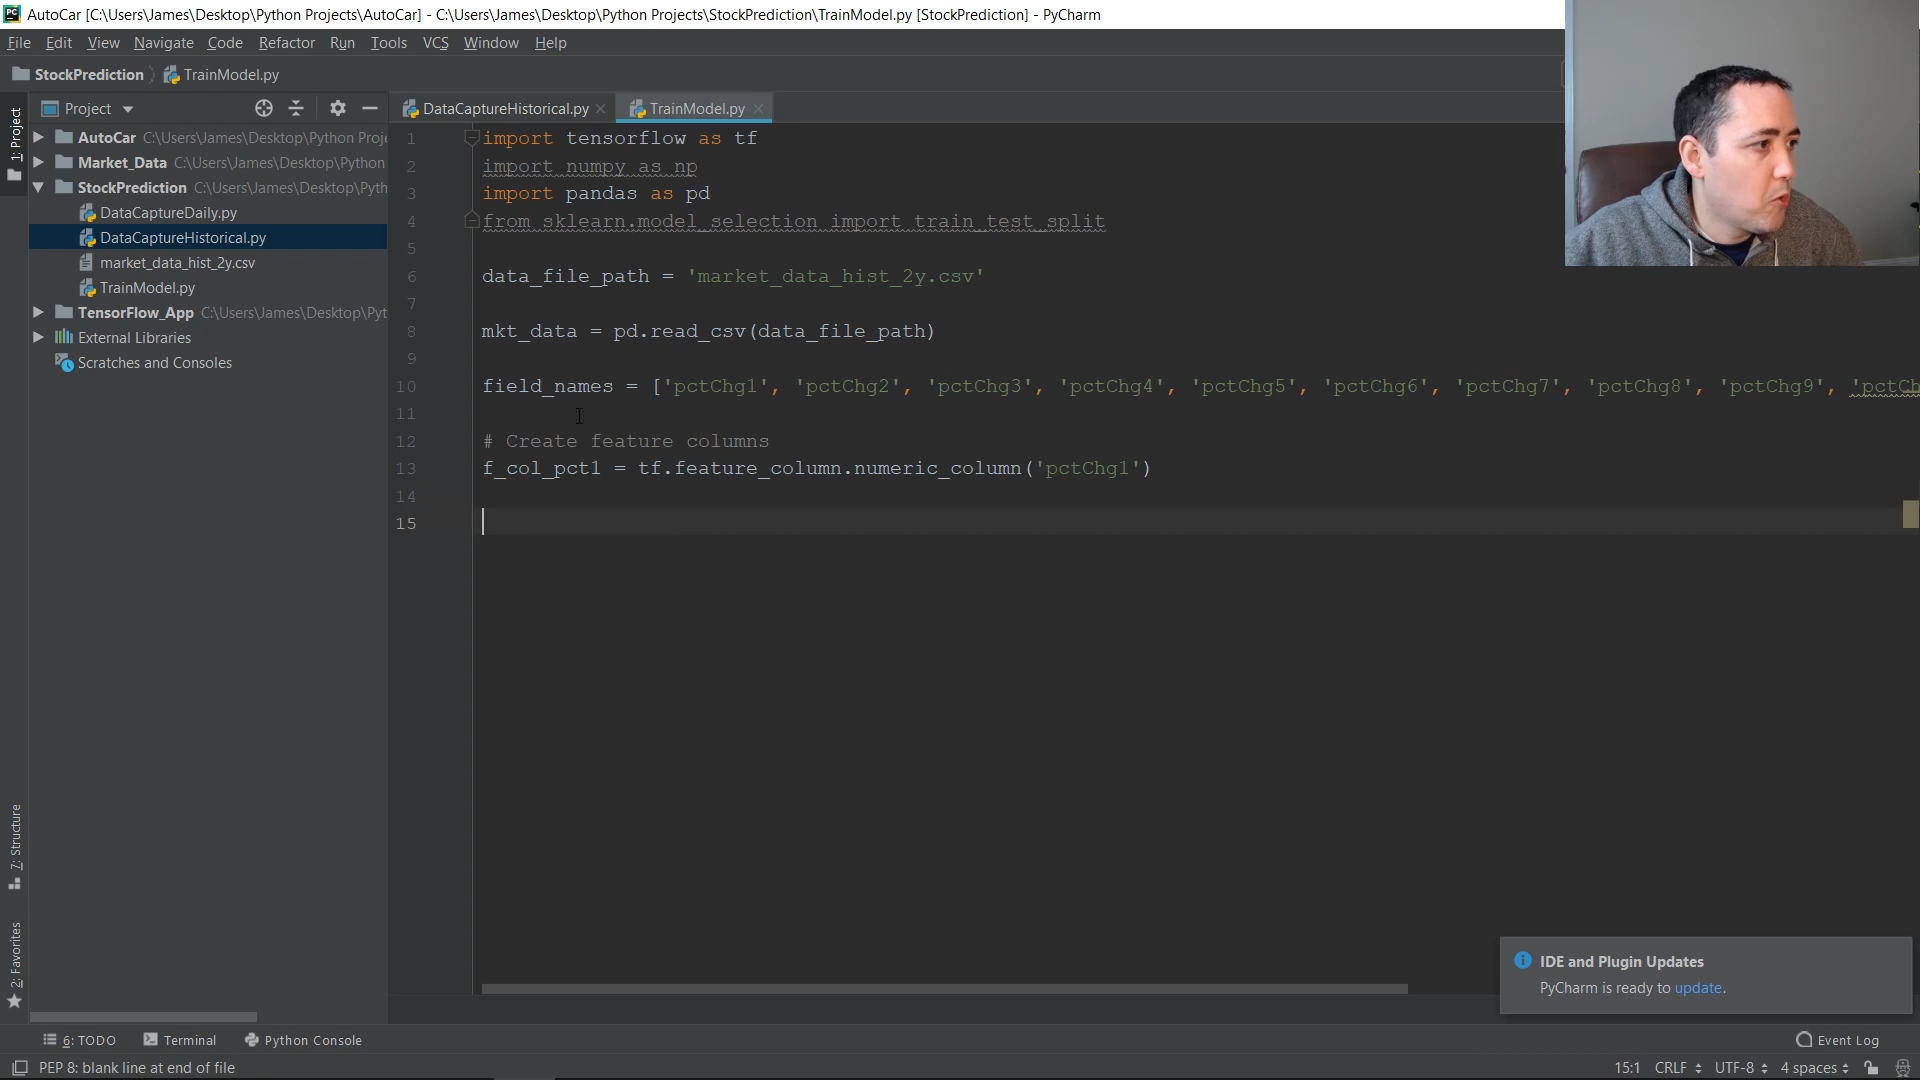 AutoCar [C:\Users\James\Desktop\Python Projects\AutoCar] - C:\Users\James\Desktop\Python Projects\StockPrediction\TrainModel.py [StockPrediction] - PyCharm
File Edit View Navigate Code Refactor Run Tools VCS Window Help
StockPrediction TrainModel.py
Project
DataCaptureHistorical.py TrainModel.py
1: Project
AutoCar C:\Users\James\Desktop\Python Proje
Market_Data C:\Users\James\Desktop\Python
StockPrediction C:\Users\James\Desktop\Pyth
DataCaptureDaily.py
DataCaptureHistorical.py
market_data_hist_2y.csv
TrainModel.py
TensorFlow_App C:\Users\James\Desktop\Pyt
External Libraries
Scratches and Consoles
7: Structure
2: Favorites
1 import tensorflow as tf
2 import numpy as np
3 import pandas as pd
4 from sklearn.model_selection import train_test_split
5
6 data_file_path = 'market_data_hist_2y.csv'
7
8 mkt_data = pd.read_csv(data_file_path)
9
10 field_names = ['pctChg1', 'pctChg2', 'pctChg3', 'pctChg4', 'pctChg5', 'pctChg6', 'pctChg7', 'pctChg8', 'pctChg9', 'pctCh
11
12 # Create feature columns
13 f_col_pct1 = tf.feature_column.numeric_column('pctChg1')
14
15
IDE and Plugin Updates
PyCharm is ready to update.
6: TODO Terminal Python Console Event Log
PEP 8: blank line at end of file 15:1 CRLF UTF-8 4 spaces